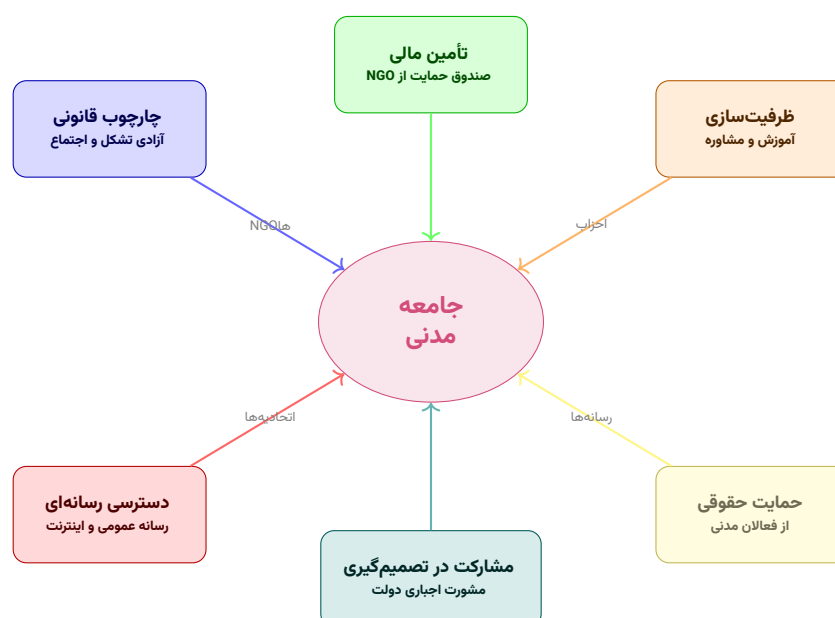 تأمین مالی
صندوق حمایت از NGO
چارچوب قانونی
آزادی تشکل و اجتماع
ظرفیت‌سازی
آموزش و مشاوره
NGOها
احزاب
جامعه
مدنی
اتحادیه‌ها
رسانه‌ها
دسترسی رسانه‌ای
رسانه عمومی و اینترنت
حمایت حقوقی
از فعالان مدنی
مشارکت در تصمیم‌گیری
مشورت اجباری دولت